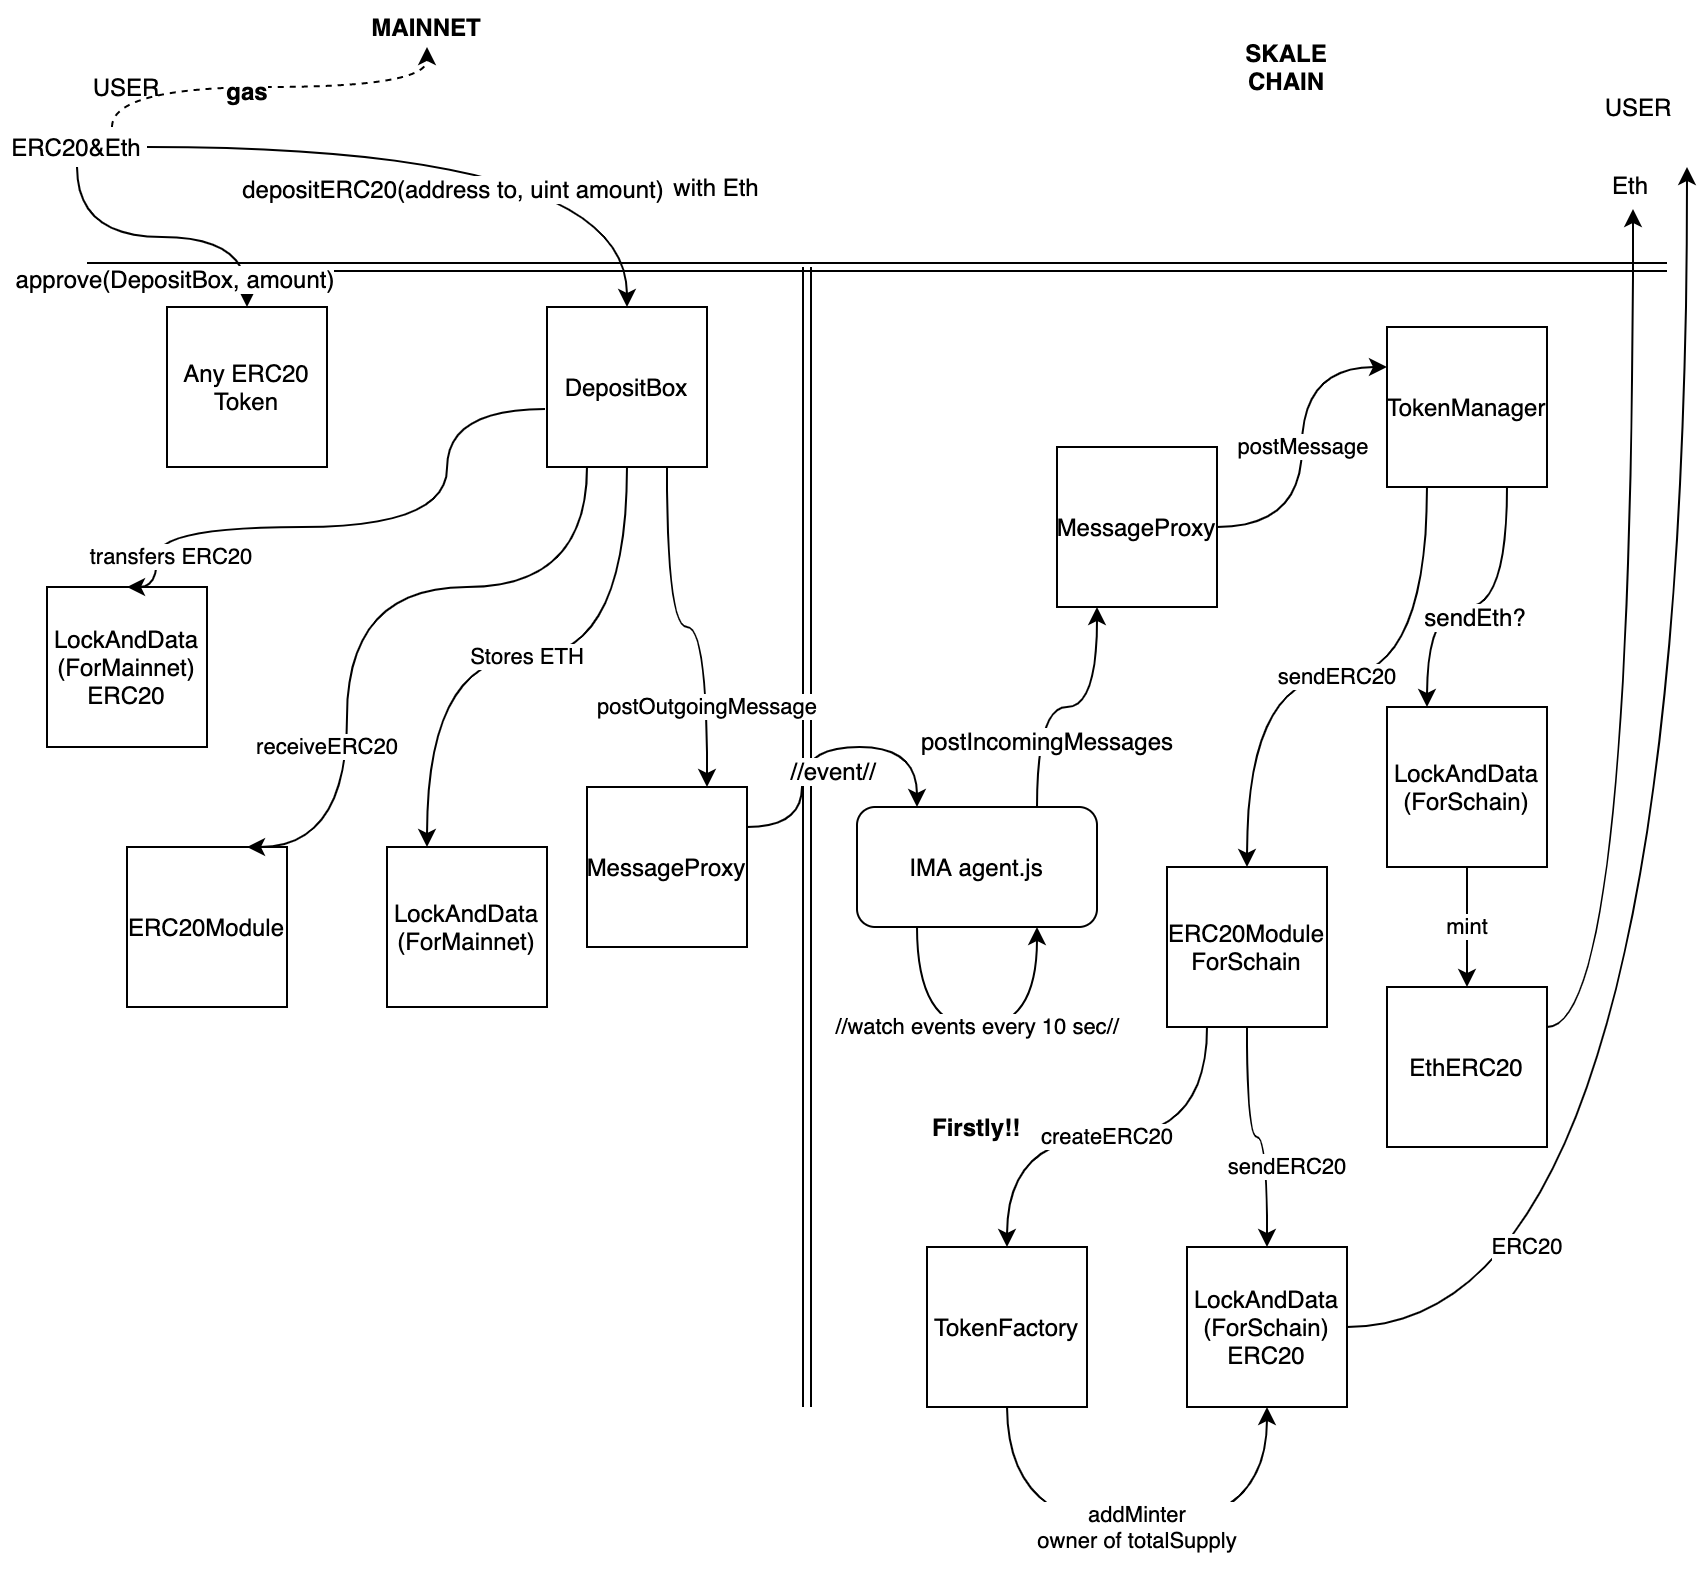 MAINNET
SKALE
CHAIN
USER
gas
USER
ERC20&Eth
depositERC20(address to, uint amount) with Eth
Eth
approve(DepositBox, amount)
Any ERC20
Token
DepositBox
TokenManager
postMessage
MessageProxy
transfers ERC20
LockAndData
(ForMainnet)
ERC20
Stores ETH
sendEth?
sendERC20
postOutgoingMessage
receiveERC20
postIncomingMessages
//event//
LockAndData
(ForSchain)
MessageProxy
IMA agent.js
ERC20Module
LockAndData
(ForMainnet)
ERC20Module
ForSchain
mint
//watch events every 10 sec//
EthERC20
Firstly!!
createERC20
sendERC20
ERC20
TokenFactory
LockAndData
(ForSchain)
ERC20
addMinter
owner of totalSupply